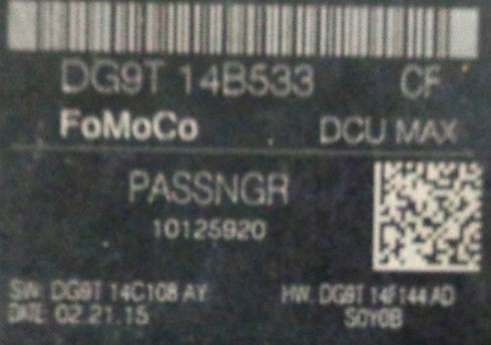 DG9T 14B533 CF
FoMoCo DCU MAX
PASSNGR
10125920
SW: DG9T 14C108 AY HW: DG9T 14F144 AD
DATE: 02.21.15 S0Y0B